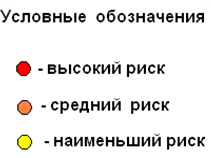 Условные обозначения
- высокий риск
- средний риск
- наименьший риск